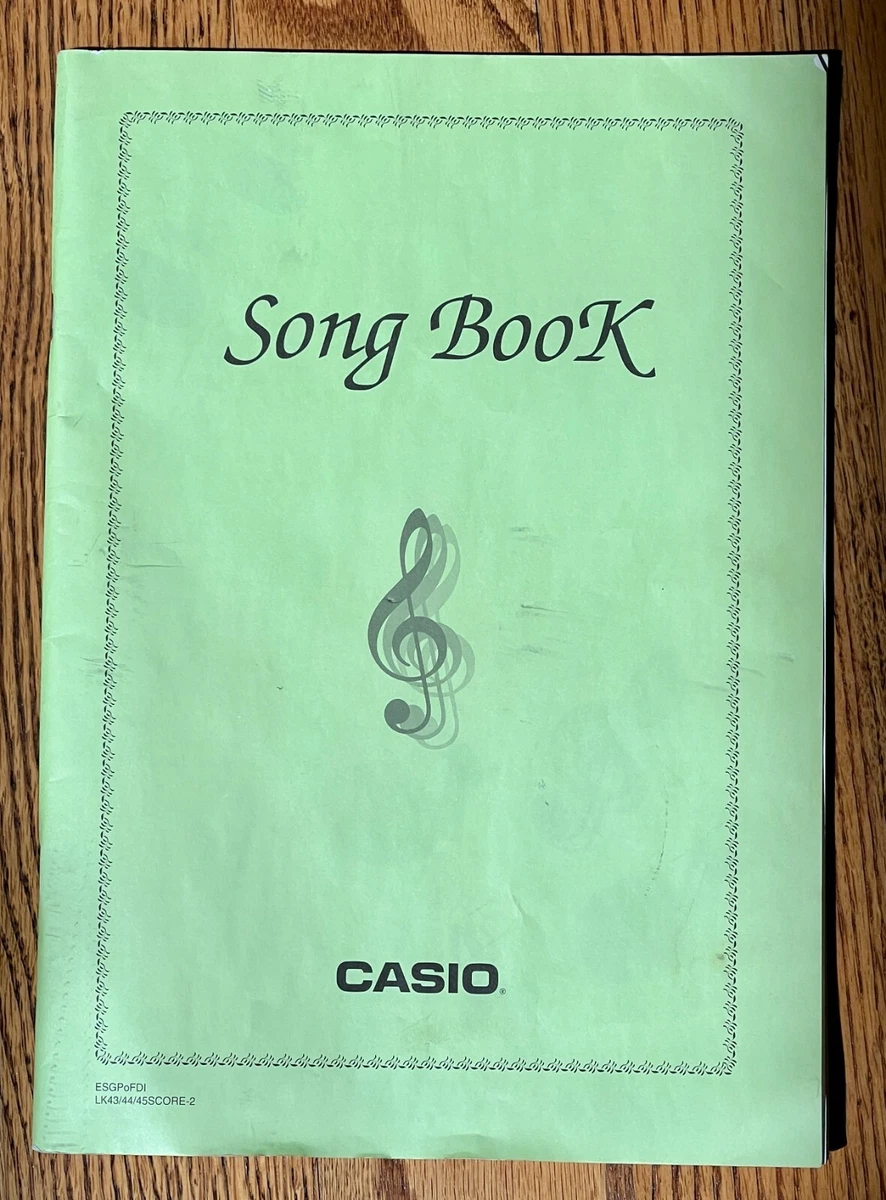 Song BooK
CASIO®
ESGPoFDI
LK43/44/45SCORE-2